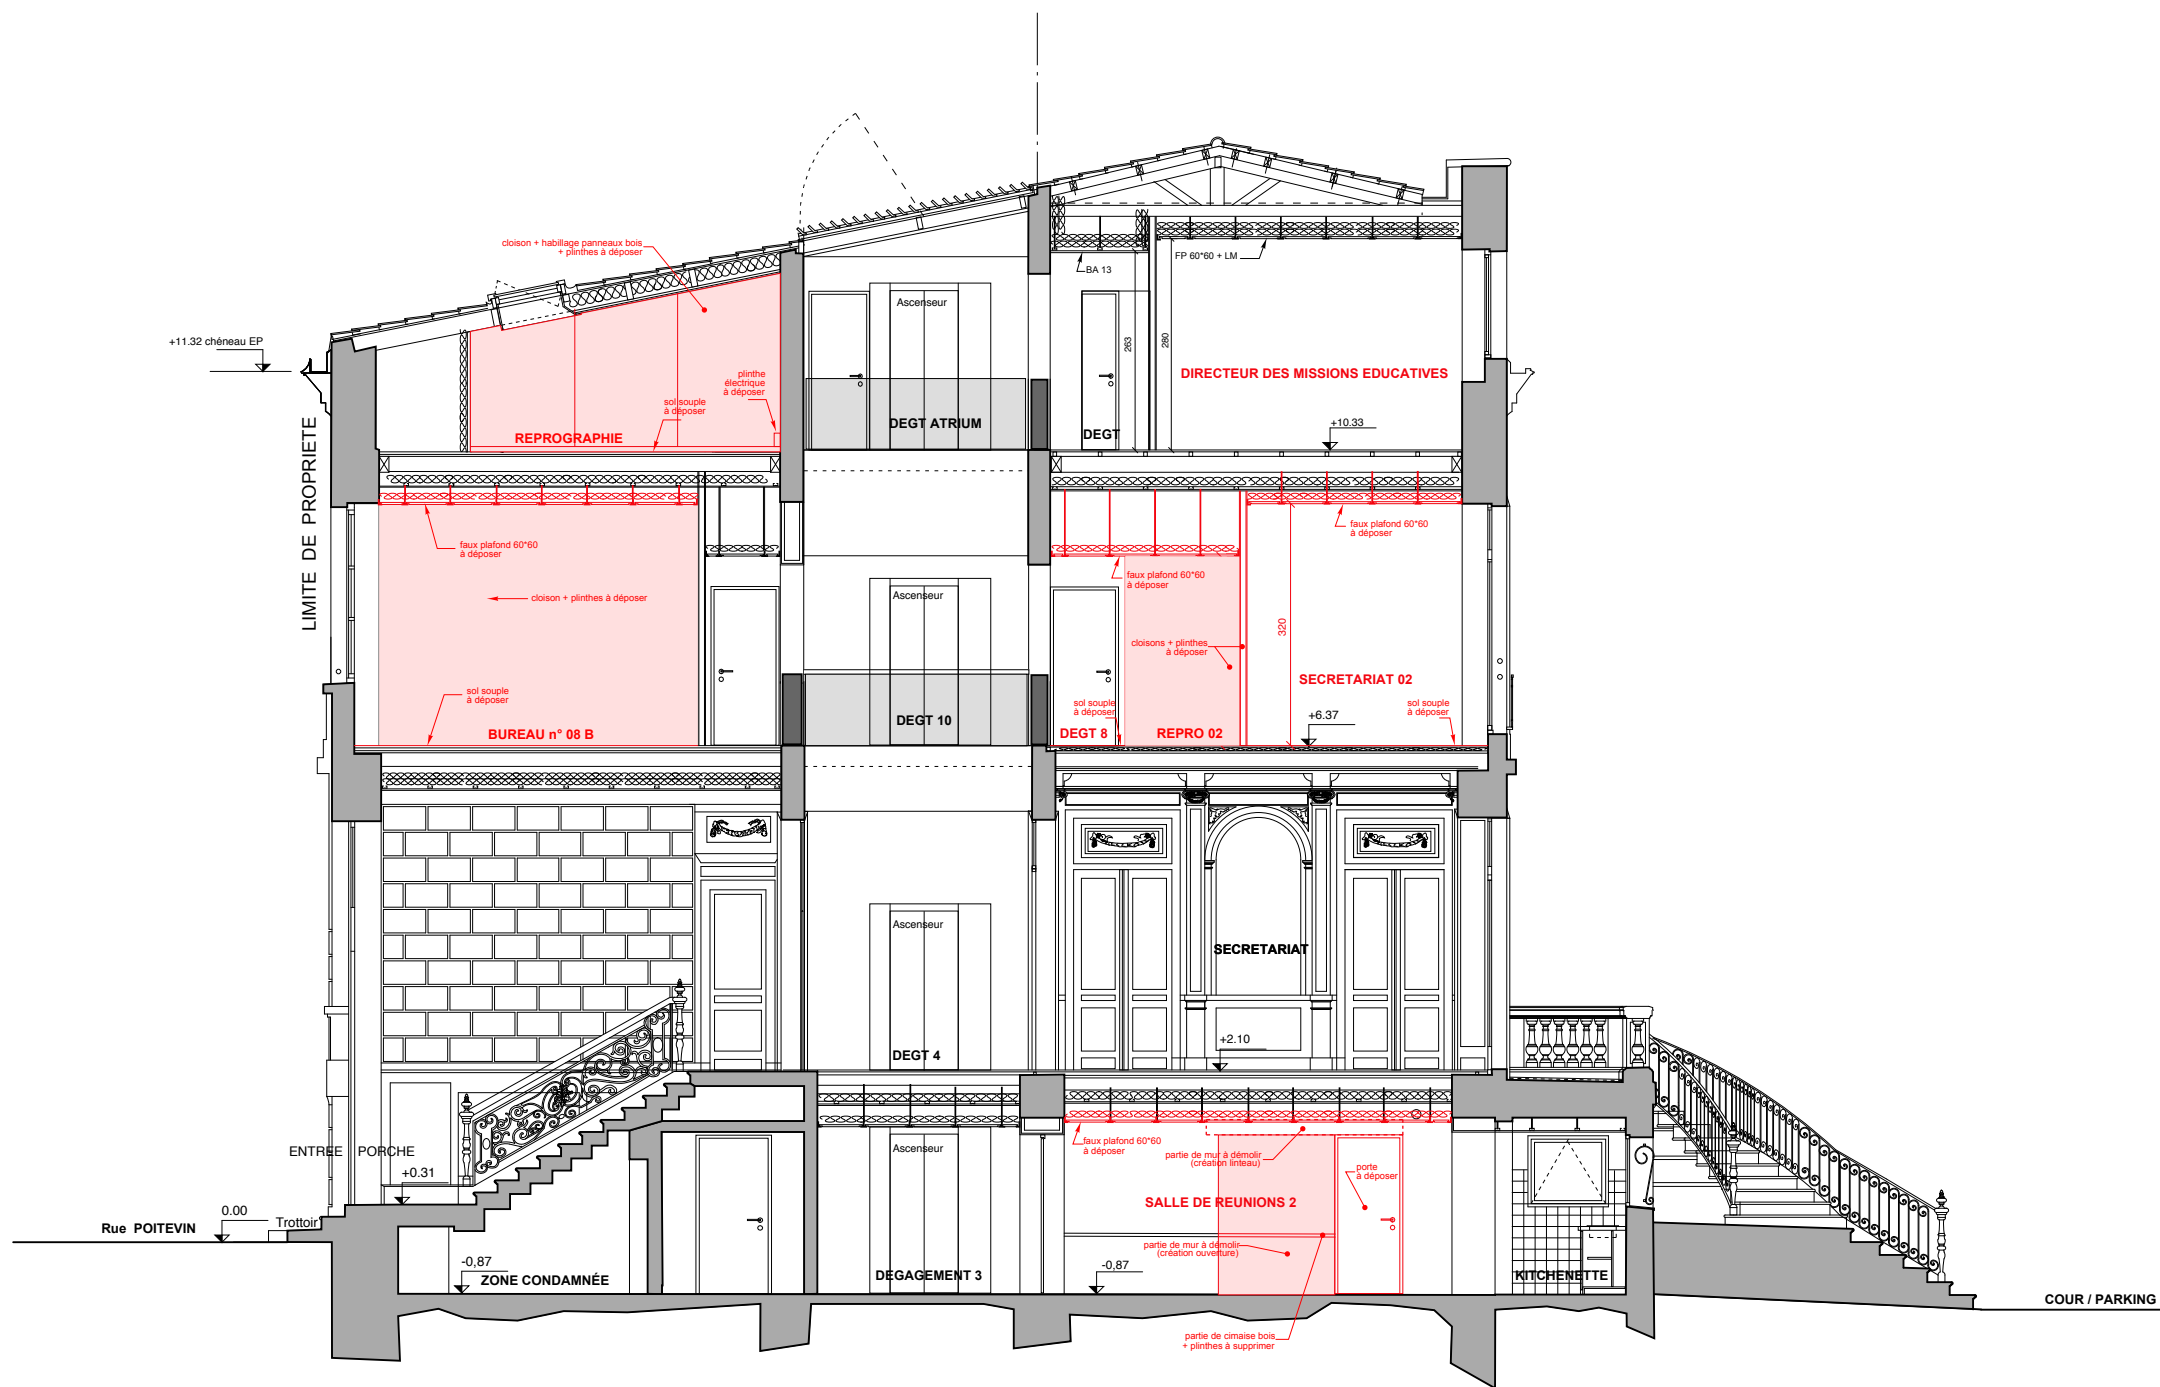 cloison + habillage panneaux bois
+ plinthes à déposer
FP 60*60 + LM
BA 13
Ascenseur
+11.32 chéneau EP
263
280
plinthe
électrique
à déposer
DIRECTEUR DES MISSIONS EDUCATIVES
sol souple
à déposer
REPROGRAPHIE
DEGT ATRIUM
DEGT
+10.33
LIMITE DE PROPRIETE
faux plafond 60*60
à déposer
faux plafond 60*60
à déposer
faux plafond 60*60
à déposer
cloison + plinthes à déposer
Ascenseur
320
cloisons + plinthes
à déposer
SECRETARIAT 02
sol souple
à déposer
sol souple
à déposer
sol souple
à déposer
+6.37
BUREAU n° 08 B
DEGT 10
DEGT 8
REPRO 02
Ascenseur
SECRETARIAT
DEGT 4
+2.10
ENTREE PORCHE
+0.31
Ascenseur
faux plafond 60*60
à déposer
partie de mur à démolir
(création linteau)
porte
à déposer
SALLE DE REUNIONS 2
Rue POITEVIN
0.00
Trottoir
partie de mur à démolir
(création ouverture)
-0,87
ZONE CONDAMNÉE
DEGAGEMENT 3
-0,87
KITCHENETTE
COUR / PARKING
partie de cimaise bois
+ plinthes à supprimer